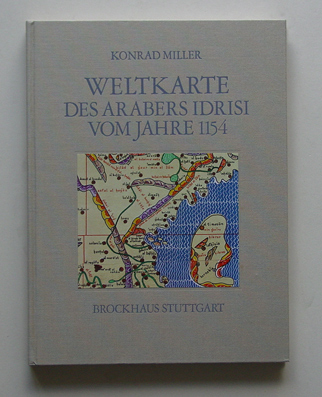 KONRAD MILLER
WELTKARTE
DES ARABERS IDRISI
VOM JAHRE 1154
BROCKHAUS STUTTGART